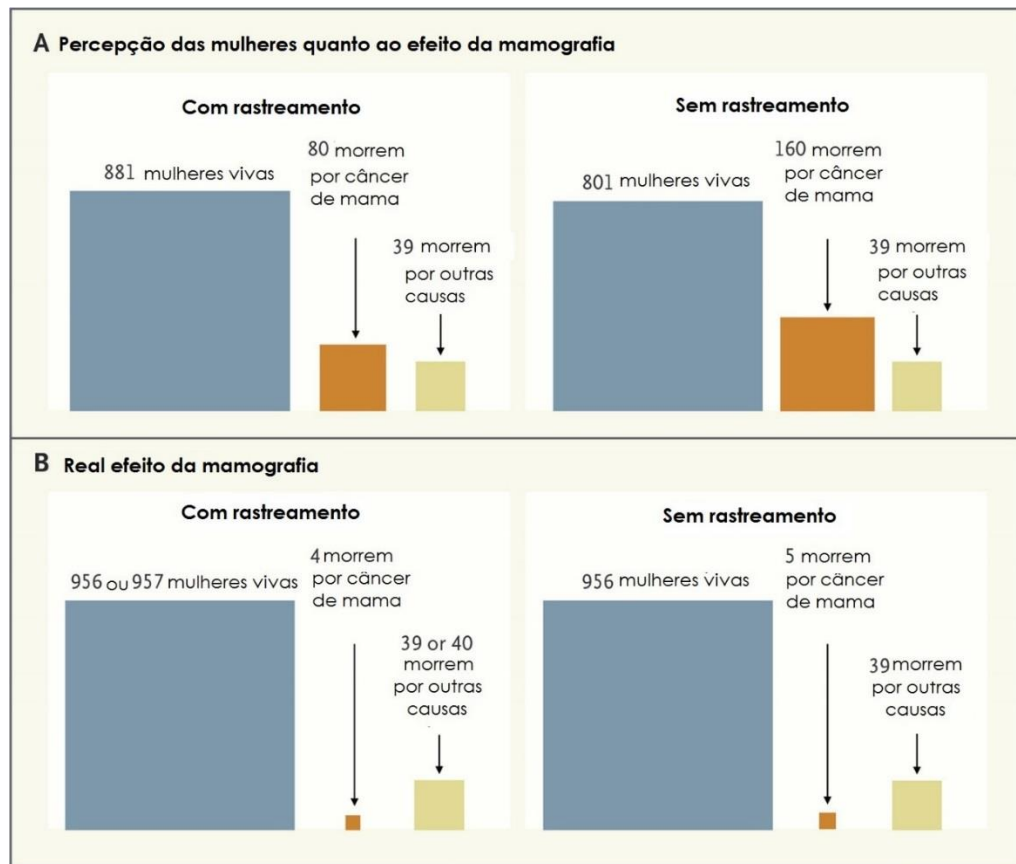 A Percepção das mulheres quanto ao efeito da mamografia
Com rastreamento
881 mulheres vivas
80 morrem
por câncer
de mama
39 morrem
por outras
causas
Sem rastreamento
801 mulheres vivas
160 morrem
por câncer
de mama
39 morrem
por outras
causas
B Real efeito da mamografia
Com rastreamento
956 ou 957 mulheres vivas
4 morrem
por câncer
de mama
39 or 40
morrem
por outras
causas
Sem rastreamento
956 mulheres vivas
5 morrem
por câncer
de mama
39 morrem
por outras
causas